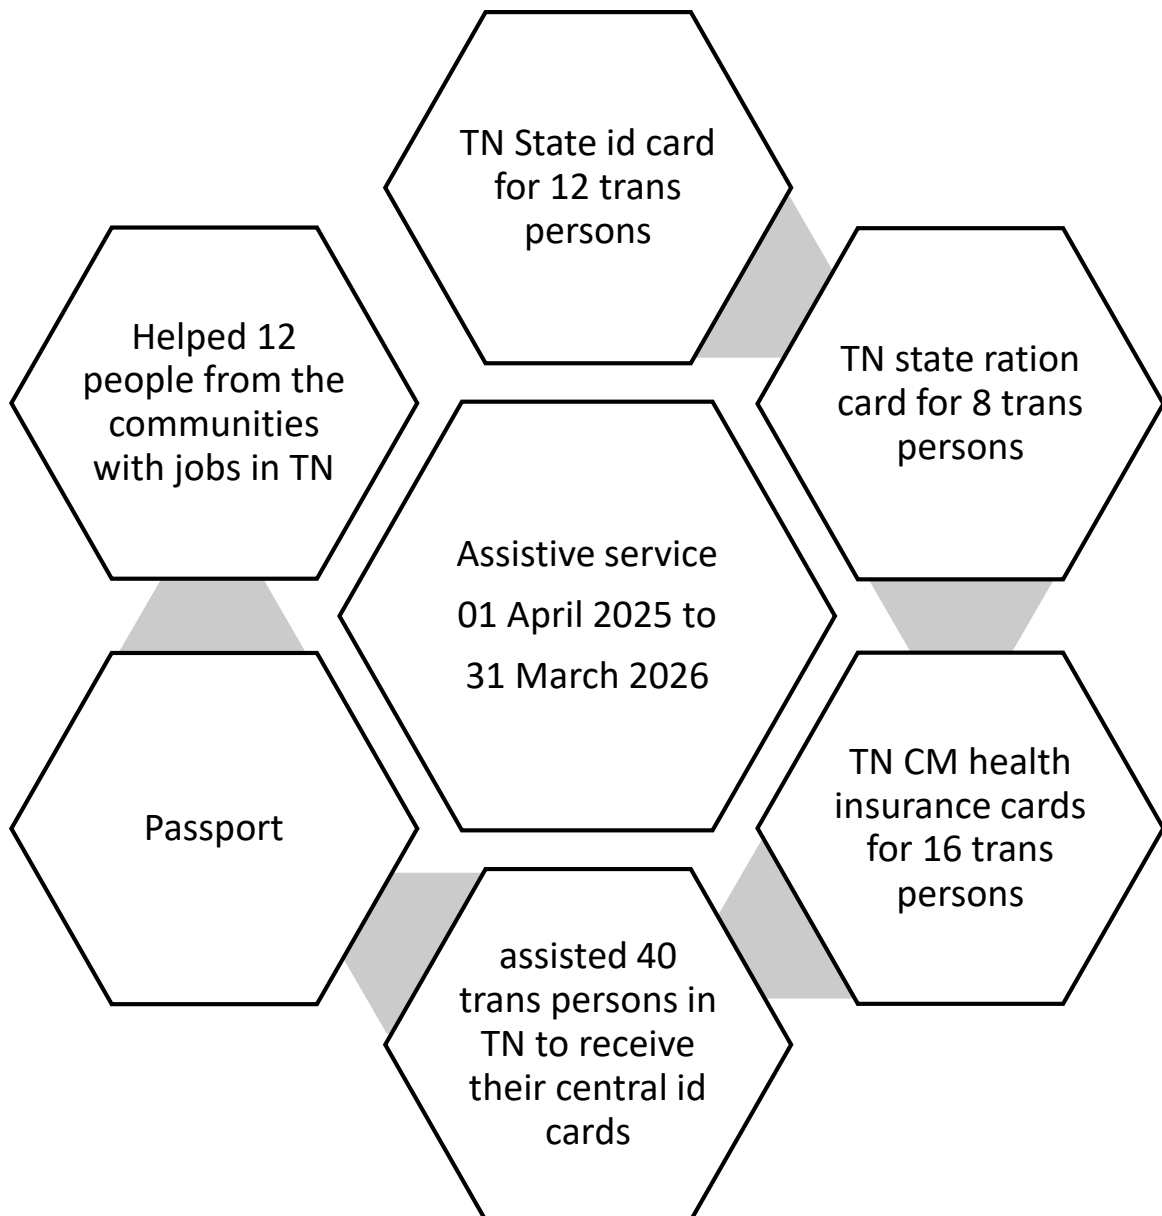 TN State id card
for 12 trans
persons
TN state ration
card for 8 trans
persons
TN CM health
insurance cards
for 16 trans
persons
assisted 40
trans persons in
TN to receive
their central id
cards
Passport
Helped 12
people from the
communities
with jobs in TN
Assistive service
01 April 2025 to
31 March 2026